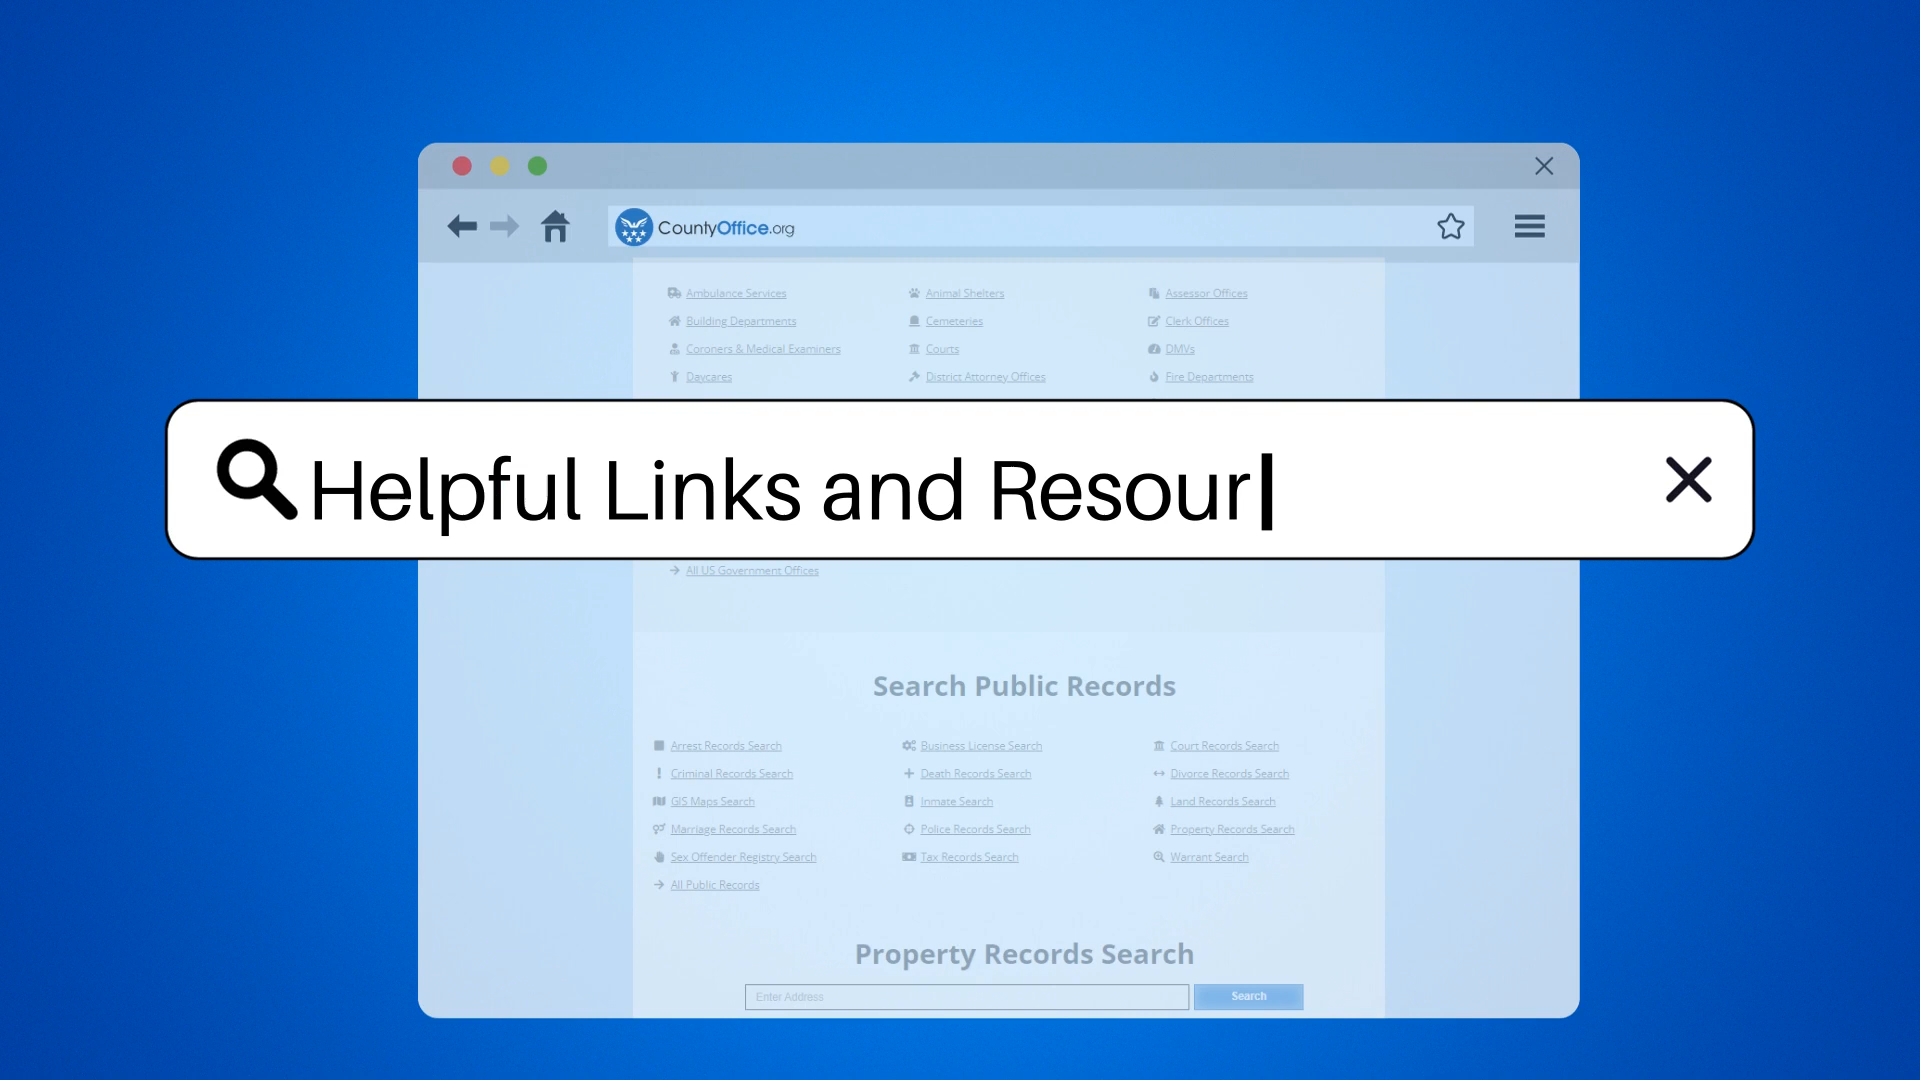 CountyOffice.org
Ambulance Services Animal Shelters Assessor Offices
Building Departments Cemeteries Clerk Offices
Coroners & Medical Examiners Courts DMVs
Daycares District Attorney Offices Fire Departments
Helpful Links and Resour
All US Government Offices
Search Public Records
Arrest Records Search Business License Search Court Records Search
Criminal Records Search Death Records Search Divorce Records Search
GIS Maps Search Inmate Search Land Records Search
Marriage Records Search Police Records Search Property Records Search
Sex Offender Registry Search Tax Records Search Warrant Search
All Public Records
Property Records Search
Enter Address Search